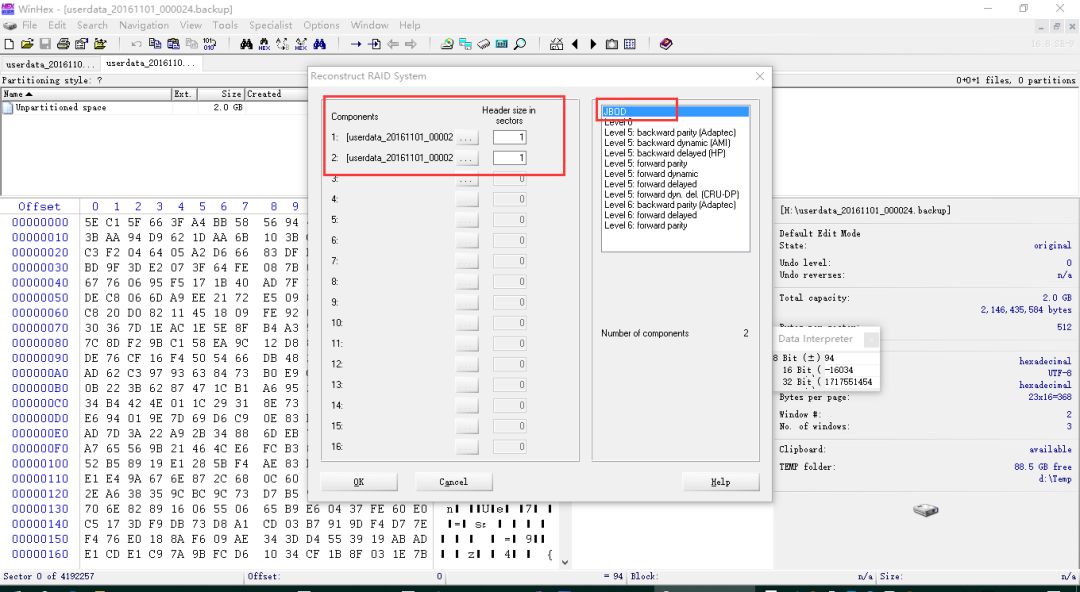 WinHex - [userdata_20161101_000024.backup]
File Edit Search Navigation View Tools Specialist Options Window Help
16.8 SR-9
userdata_2016110... userdata_2016110...
Partitioning style: ?
0+0+1 files, 0 partitions
Name Ext. Size Created
Unpartitioned space 2.0 GB
Reconstruct RAID System
Components Header size in sectors
1: [userdata_20161101_00002 ... 1
2: [userdata_20161101_00002 ... 1
3: ... 0
4: 0
5: 0
6: 0
7: 0
8: 0
9: 0
10: 0
11: 0
12: 0
13: 0
14: 0
15: 0
16: 0
JBOD
Level 0
Level 5: backward parity (Adaptec)
Level 5: backward dynamic (AMI)
Level 5: backward delayed (HP)
Level 5: forward parity
Level 5: forward dynamic
Level 5: forward delayed
Level 5: forward dyn. del. (CRU-DP)
Level 6: backward parity (Adaptec)
Level 6: forward delayed
Level 6: forward parity
Number of components 2
OK Cancel Help
Offset 0 1 2 3 4 5 6 7 8 9
00000000 5E C1 5F 66 3F A4 BB 58 56 94
00000010 3B AA 94 D9 62 1D AA 6B 10 3B
00000020 C3 F2 04 64 05 A2 D6 66 83 DF
00000030 BD 9F 3D E2 07 3F 64 FE 08 7B
00000040 67 76 06 95 F5 17 1B 40 AD 7F
00000050 DE C8 06 6D A9 EE 21 72 E5 09
00000060 C8 20 D0 82 11 45 18 09 FE 92
00000070 30 36 7D 1E AC 1E 5E 8F B4 A3
00000080 7C 8D F2 9B C1 58 EA 9C 12 D8
00000090 DE 76 CF 16 F4 50 54 66 DB 48
000000A0 AD 62 C3 97 93 63 84 73 B0 E9
000000B0 0B 22 3B 62 87 47 1C B1 A6 95
000000C0 34 B4 42 4E 01 1C 29 31 8E 73
000000D0 E6 94 01 9E 7D 69 D6 C9 0E 83
000000E0 AD 7D 3A 22 A9 2B 34 88 6D EB
000000F0 A7 65 56 9B 21 46 4C E6 FC B3
00000100 52 B5 89 19 E1 28 5B F4 AE 83
00000110 E1 E4 9A 67 6E 87 2C 68 0C 60
00000120 2E A6 38 35 9C BC 9C 73 D7 B5
00000130 70 6E 82 89 16 06 55 06 65 B9 E6 04 37 FE 60 E0
00000140 C5 17 3D F9 DB 73 D8 A1 CD 03 B7 91 9D F4 D7 7E
00000150 F4 76 E0 18 8A F6 09 AE 34 3D D4 55 39 19 AB AD
00000160 E1 CD E1 C9 7A 9B FC D6 10 34 CF 1B 8F 03 1E 7B
[M:\userdata_20161101_000024.backup]
Default Edit Mode
State: original
Undo level: 0
Undo reverses: n/a
Total capacity: 2.0 GB
2,146,435,584 bytes
512
Data Interpreter
8 Bit (±) 94
16 Bit ( -16034
32 Bit ( 1717551454
hexadecimal
UTF-8
hexadecimal
Bytes per page: 23x16=368
Window #: 2
No. of windows: 3
Clipboard: available
TEMP folder: 88.5 GB free
d:\Temp
Sector 0 of 4192257 Offset: 0 = 94 Block: n/a Size: n/a